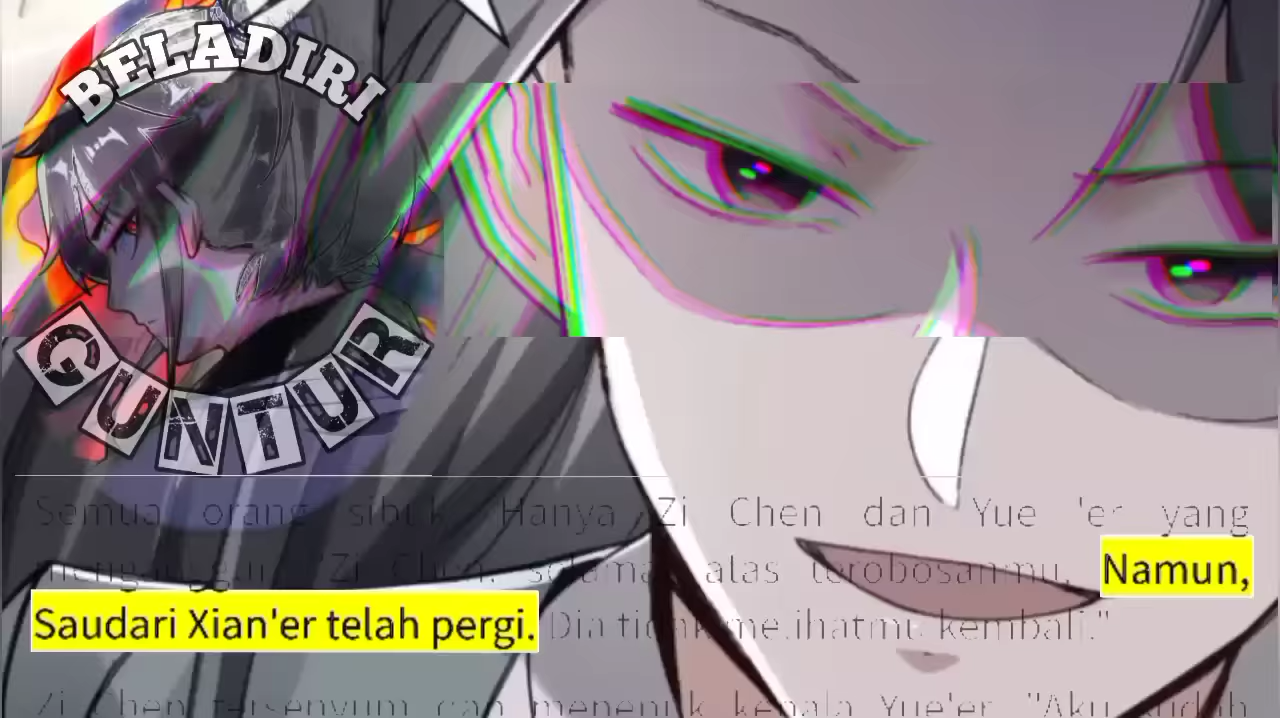 BELADIRI
GUNTUR
Semua orang sibuk. Hanya Zi Chen dan Yue 'er yang
menganggur. "Zi Chen, selamat atas terobosanmu. Namun,
Saudari Xian'er telah pergi. Dia tidak melihatmu kembali."
Zi Chen tersenyum dan menepuk kepala Yue'er. "Aku sudah